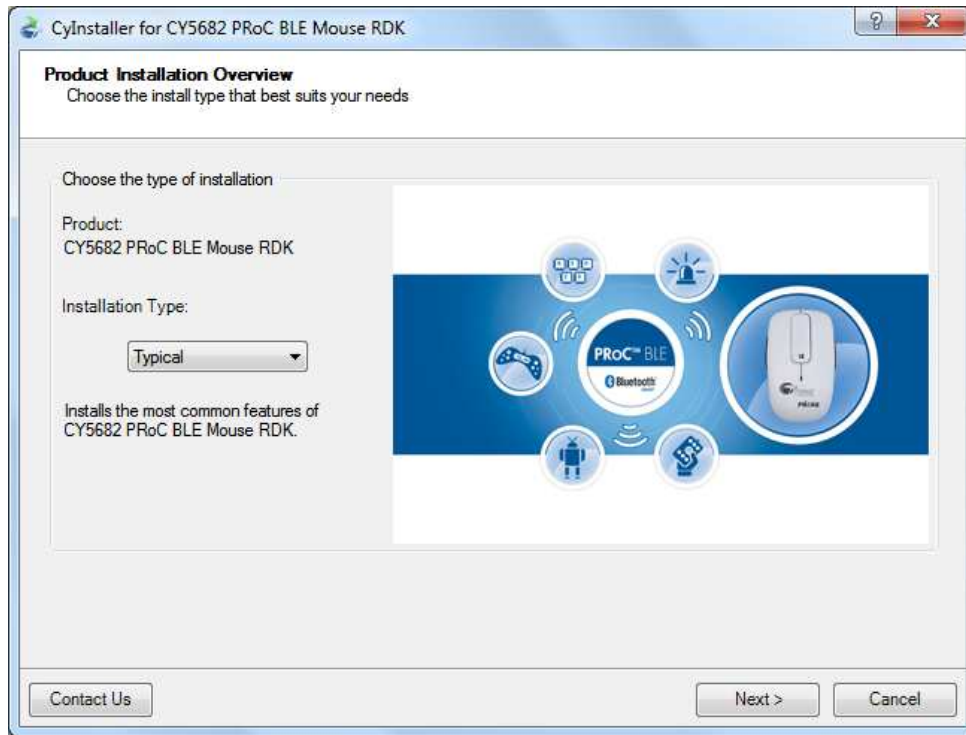 CyInstaller for CY5682 PRoC BLE Mouse RDK
Product Installation Overview
Choose the install type that best suits your needs
Choose the type of installation
Product:
CY5682 PRoC BLE Mouse RDK
Installation Type:
Typical
Installs the most common features of
CY5682 PRoC BLE Mouse RDK.
PRoC™ BLE
Bluetooth
Contact Us
Next >
Cancel